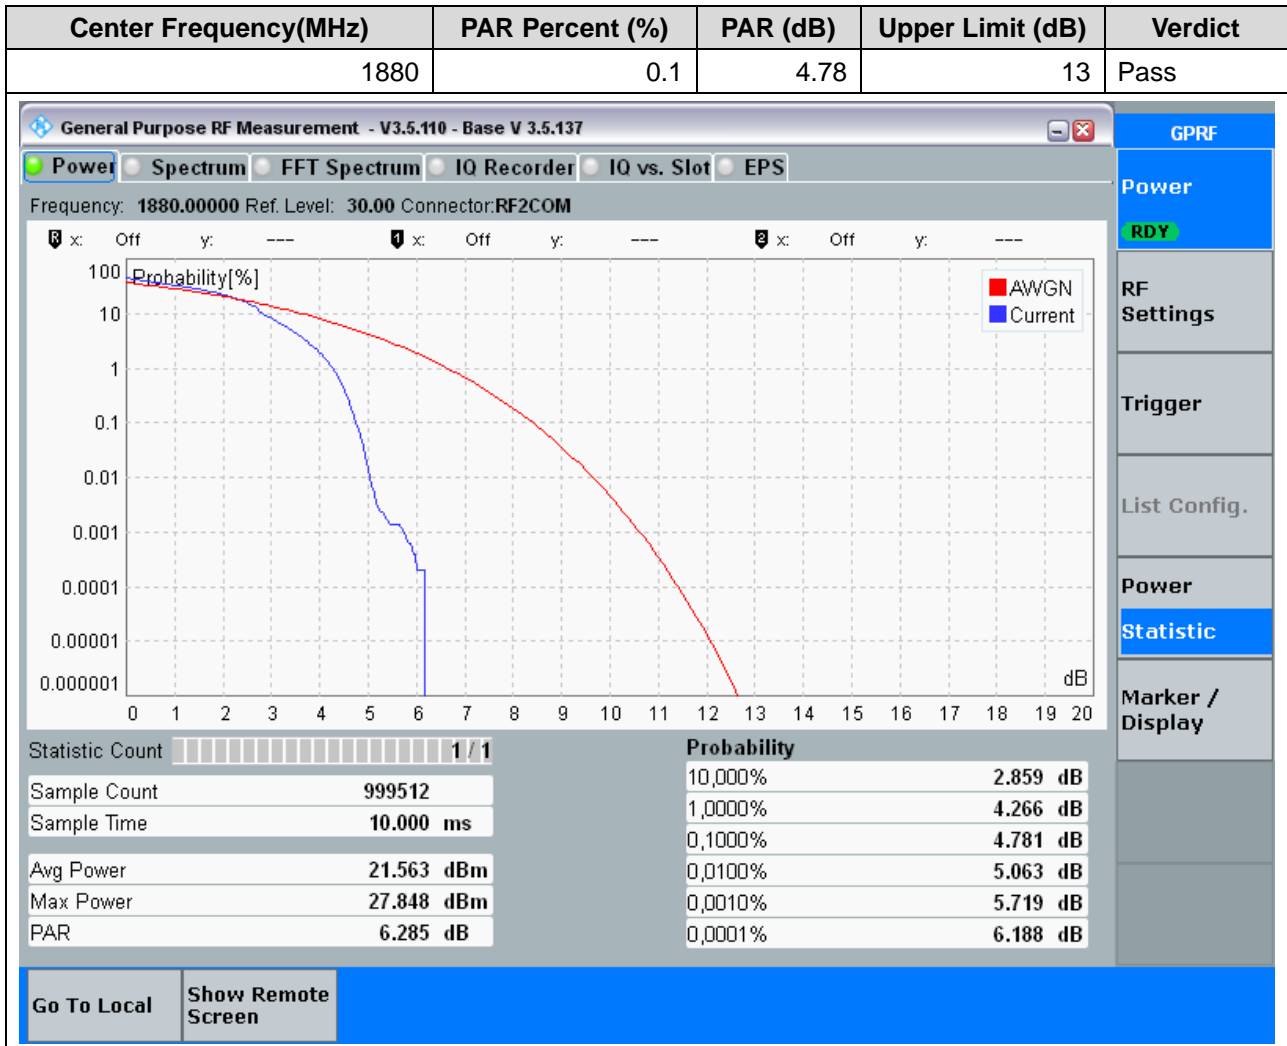 Center Frequency(MHz) PAR Percent (%) PAR (dB) Upper Limit (dB) Verdict
1880 0.1 4.78 13 Pass
General Purpose RF Measurement - V3.5.110 - Base V 3.5.137
GPRF
Power Spectrum FFT Spectrum IQ Recorder IQ vs. Slot EPS
Frequency: 1880.00000 Ref. Level: 30.00 Connector:RF2COM
Power
RDY
R x: Off y: --- 1 x: Off y: --- 2 x: Off y: ---
Probability[%]
100
10
1
0.1
0.01
0.001
0.0001
0.00001
0.000001
AWGN
Current
dB
0 1 2 3 4 5 6 7 8 9 10 11 12 13 14 15 16 17 18 19 20
RF
Settings
Trigger
List Config.
Power
Statistic
Marker /
Display
Statistic Count 1 / 1
Sample Count 999512
Sample Time 10.000 ms
Avg Power 21.563 dBm
Max Power 27.848 dBm
PAR 6.285 dB
Probability
10,000% 2.859 dB
1,0000% 4.266 dB
0,1000% 4.781 dB
0,0100% 5.063 dB
0,0010% 5.719 dB
0,0001% 6.188 dB
Go To Local
Show Remote
Screen